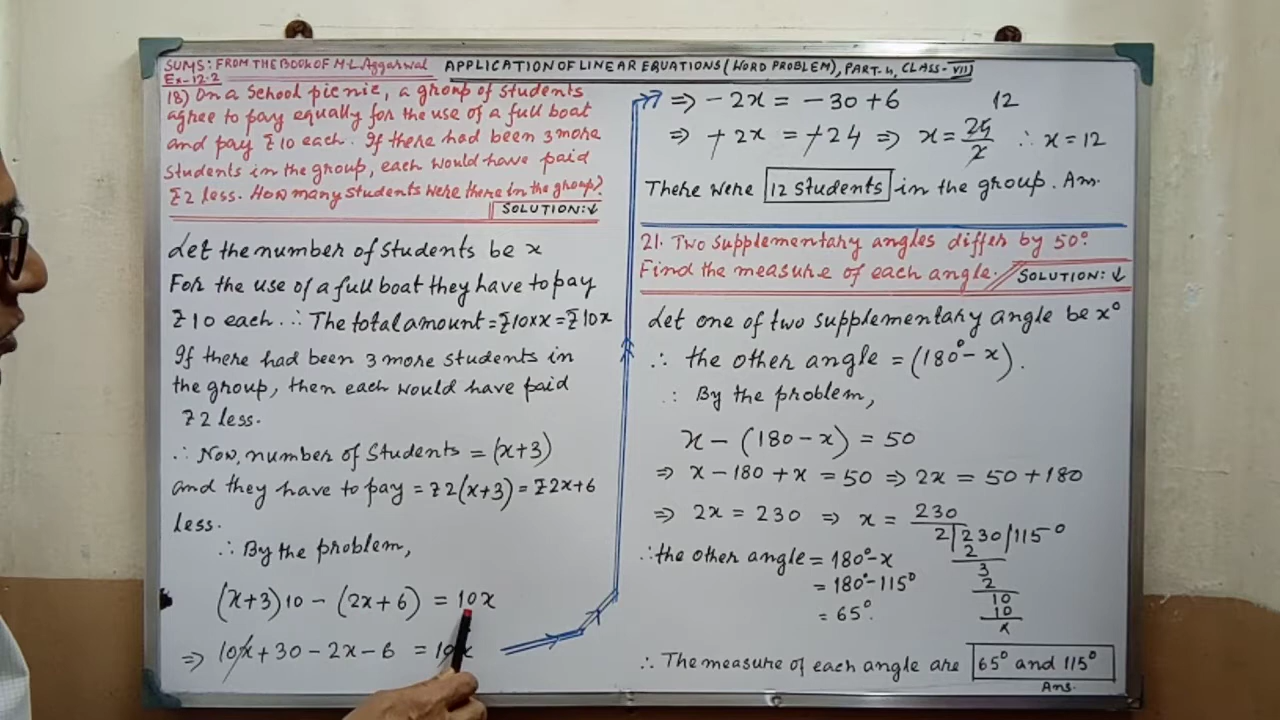 SUMS: FROM THE BOOK OF M·L Aggarwal
Ex-12.2
APPLICATION OF LINEAR EQUATIONS (WORD PROBLEM), PART-4, CLASS-VII
18) On a School picnic, a group of students
agree to pay equally for the use of a full boat
and pay ₹10 each. If there had been 3 more
students in the group, each would have paid
₹2 less. How many students were there in the group?
SOLUTION:↓
Let the number of students be x
For the use of a full boat they have to pay
₹10 each. ∴ The total amount = ₹10×x = ₹10x
If there had been 3 more students in
the group, then each would have paid
₹2 less.
∴ Now, number of students = (x+3)
and they have to pay = ₹2(x+3) = ₹2x+6
less.
∴ By the problem,
(x+3)10 - (2x+6) = 10x
⇒ 10x+30-2x-6 = 10x
⇒ -2x = -30+6
⇒ -2x = -24 ⇒ x = 24/2 12 ∴ x = 12
There were 12 students in the group. Ans.
21. Two supplementary angles differ by 50°.
Find the measure of each angle.
SOLUTION:↓
Let one of two supplementary angle be x°
∴ the other angle = (180°-x).
∴ By the problem,
x-(180-x) = 50
⇒ x-180+x = 50 ⇒ 2x = 50+180
⇒ 2x = 230 ⇒ x = 230
2/230/115°
2
3
2
10
10
x
∴ the other angle = 180°-x
= 180°-115°
= 65°.
∴ The measure of each angle are 65° and 115°
Ans.